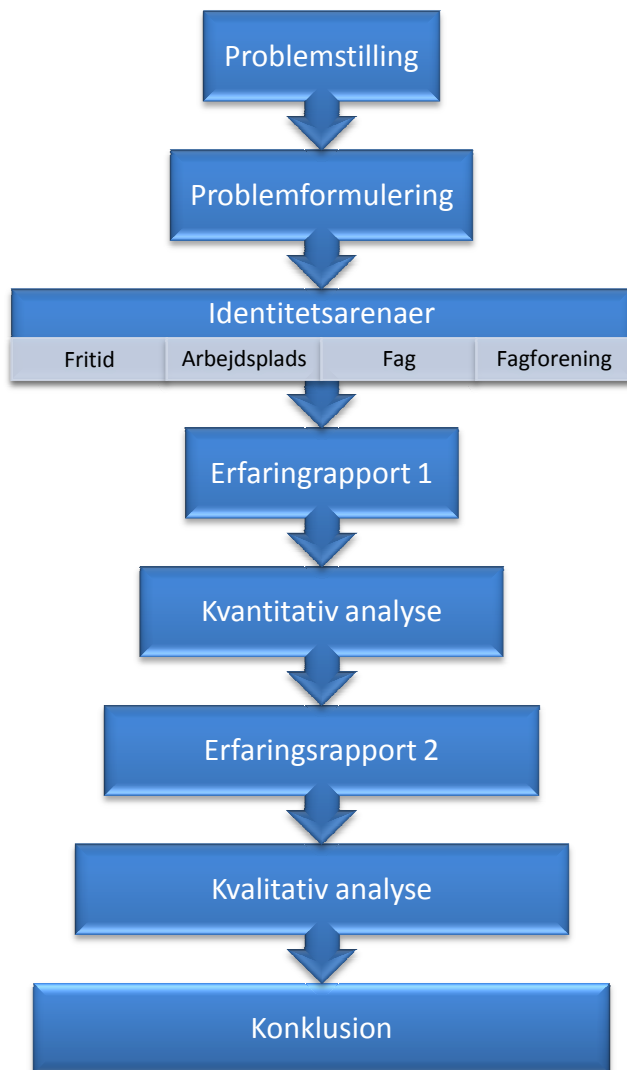 Problemstilling
Problemformulering
Identitetsarenaer
Fritid Arbejdsplads Fag Fagforening
Erfaringrapport 1
Kvantitativ analyse
Erfaringsrapport 2
Kvalitativ analyse
Konklusion